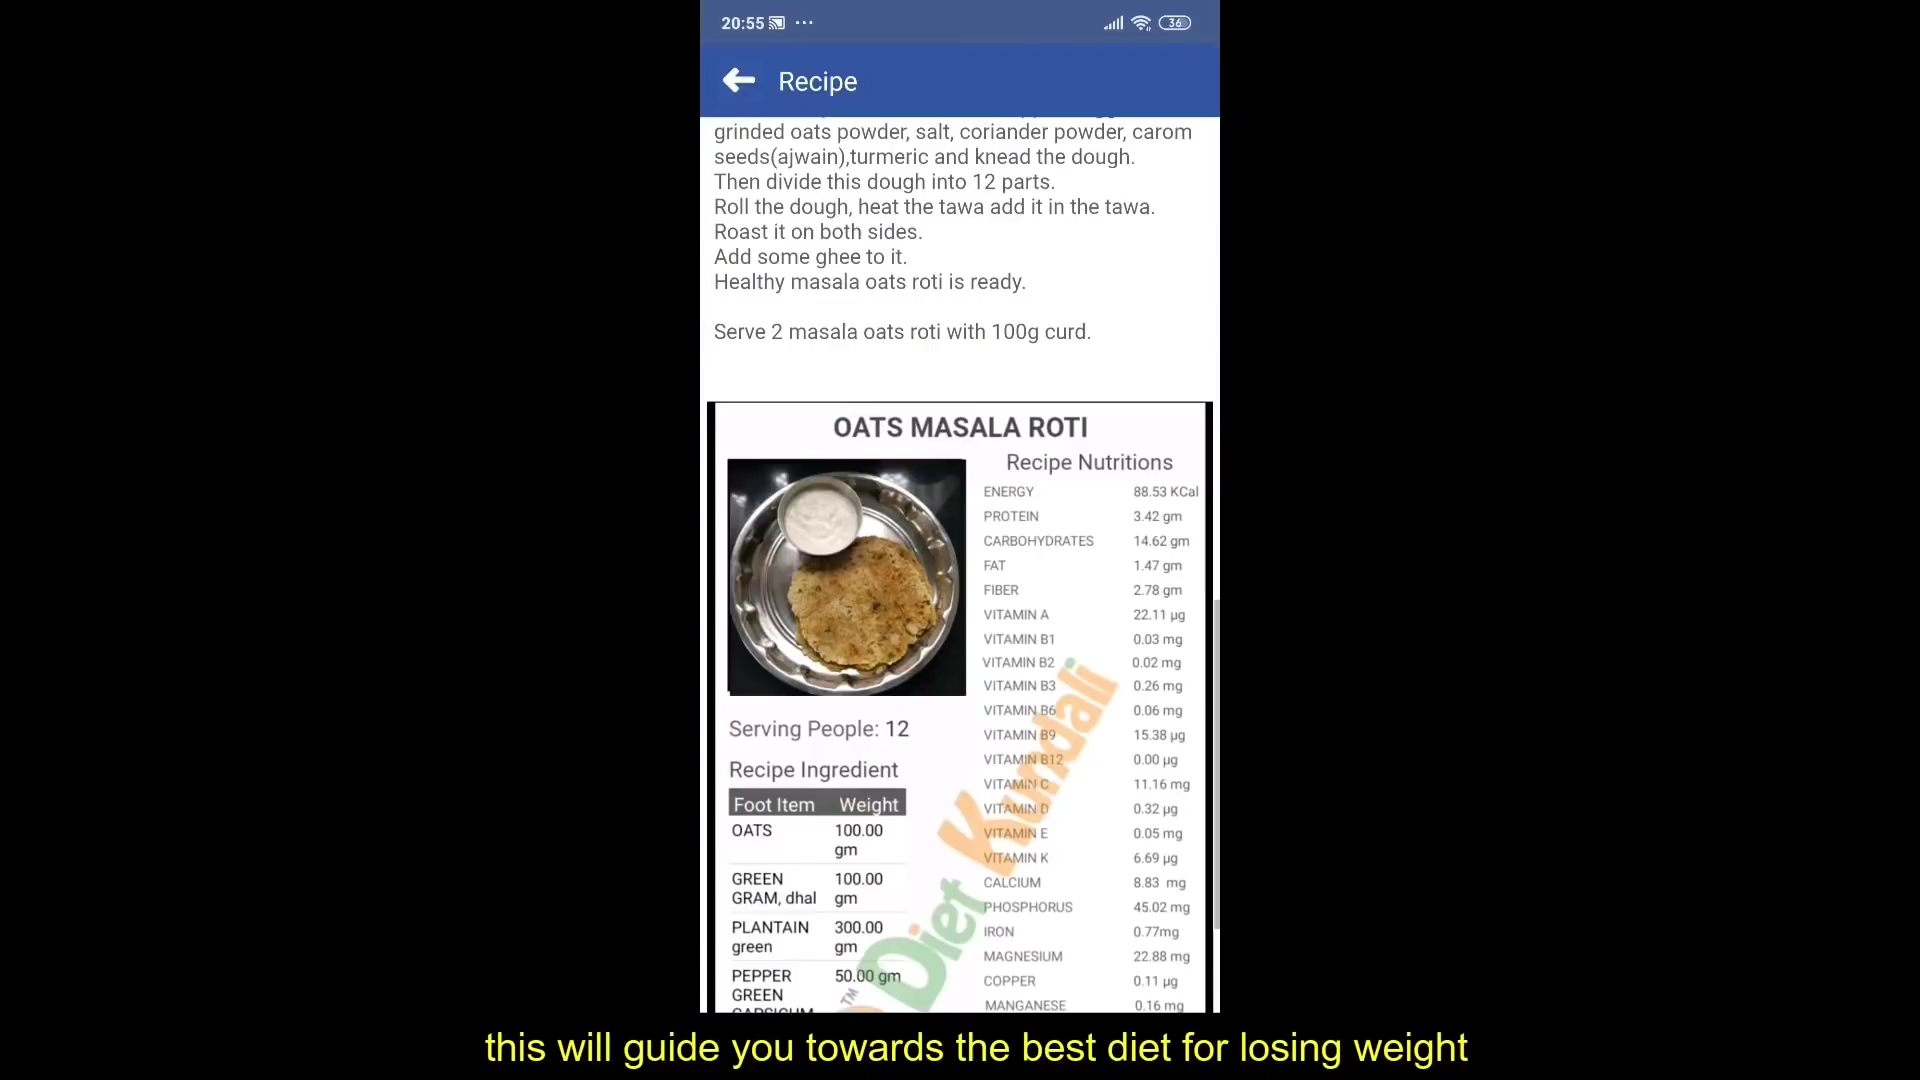 20:55 ...
36
Recipe
grinded oats powder, salt, coriander powder, carom
seeds(ajwain),turmeric and knead the dough.
Then divide this dough into 12 parts.
Roll the dough, heat the tawa add it in the tawa.
Roast it on both sides.
Add some ghee to it.
Healthy masala oats roti is ready.
Serve 2 masala oats roti with 100g curd.
OATS MASALA ROTI
Recipe Nutritions
ENERGY 88.53 KCal
PROTEIN 3.42 gm
CARBOHYDRATES 14.62 gm
FAT 1.47 gm
FIBER 2.78 gm
VITAMIN A 22.11 µg
VITAMIN B1 0.03 mg
VITAMIN B2 0.02 mg
VITAMIN B3 0.26 mg
VITAMIN B6 0.06 mg
VITAMIN B9 15.38 µg
VITAMIN B12 0.00 µg
VITAMIN C 11.16 mg
VITAMIN D 0.32 µg
VITAMIN E 0.05 mg
VITAMIN K 6.69 µg
CALCIUM 8.83 mg
PHOSPHORUS 45.02 mg
IRON 0.77mg
MAGNESIUM 22.88 mg
COPPER 0.11 µg
MANGANESE 0.16 mg
Serving People: 12
Recipe Ingredient
Foot Item Weight
OATS 100.00
gm
GREEN 100.00
GRAM, dhal gm
PLANTAIN 300.00
green gm
PEPPER 50.00 gm
GREEN
CAPSICUM
Diet Kundali
TM
this will guide you towards the best diet for losing weight